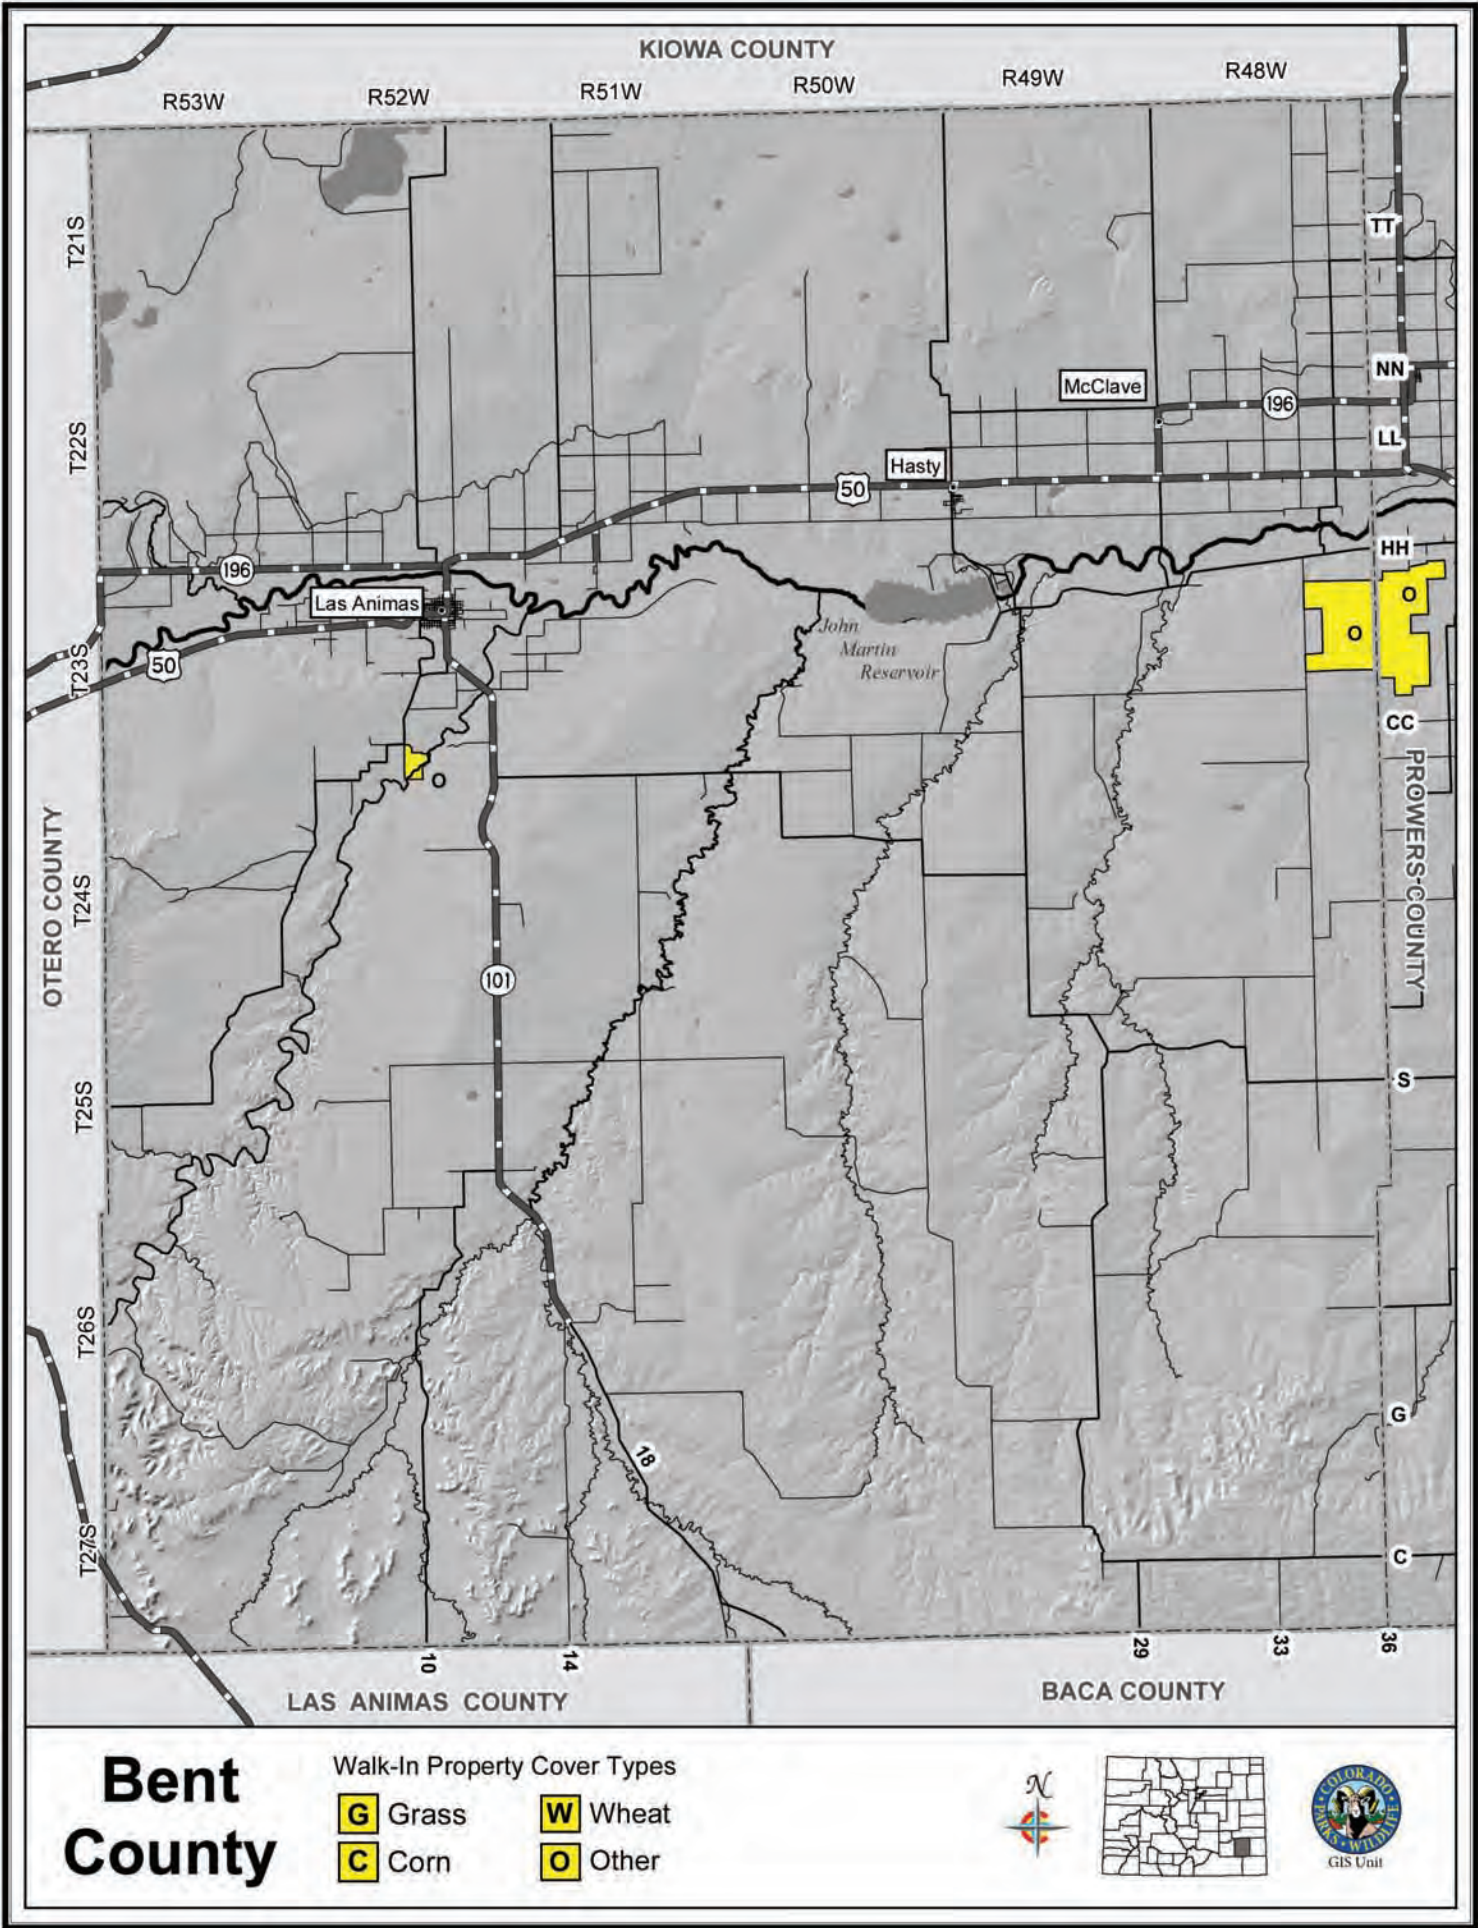 KIOWA COUNTY
R53W
R52W
R51W
R50W
R49W
R48W
T21S
TT
NN
McClave
196
T22S
LL
Hasty
50
HH
196
Las Animas
O
O
John
Martin
Reservoir
50
T23S
CC
O
PROWERS COUNTY
OTERO COUNTY
T24S
101
T25S
S
T26S
G
18
T27S
C
10
14
29
33
36
LAS ANIMAS COUNTY
BACA COUNTY
Bent
County
Walk-In Property Cover Types
G Grass
W Wheat
C Corn
O Other
N
COLORADO
PARKS • WILDLIFE
GIS Unit